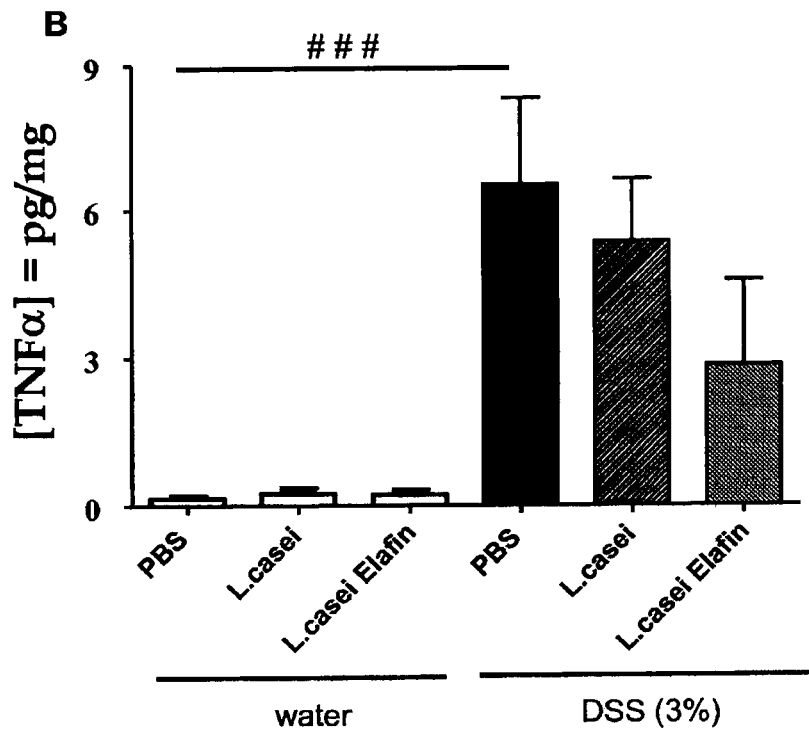 B
# # #
[TNFα] = pg/mg
9
6
3
0
PBS
L.casei
L.casei Elafin
PBS
L.casei
L.casei Elafin
water
DSS (3%)